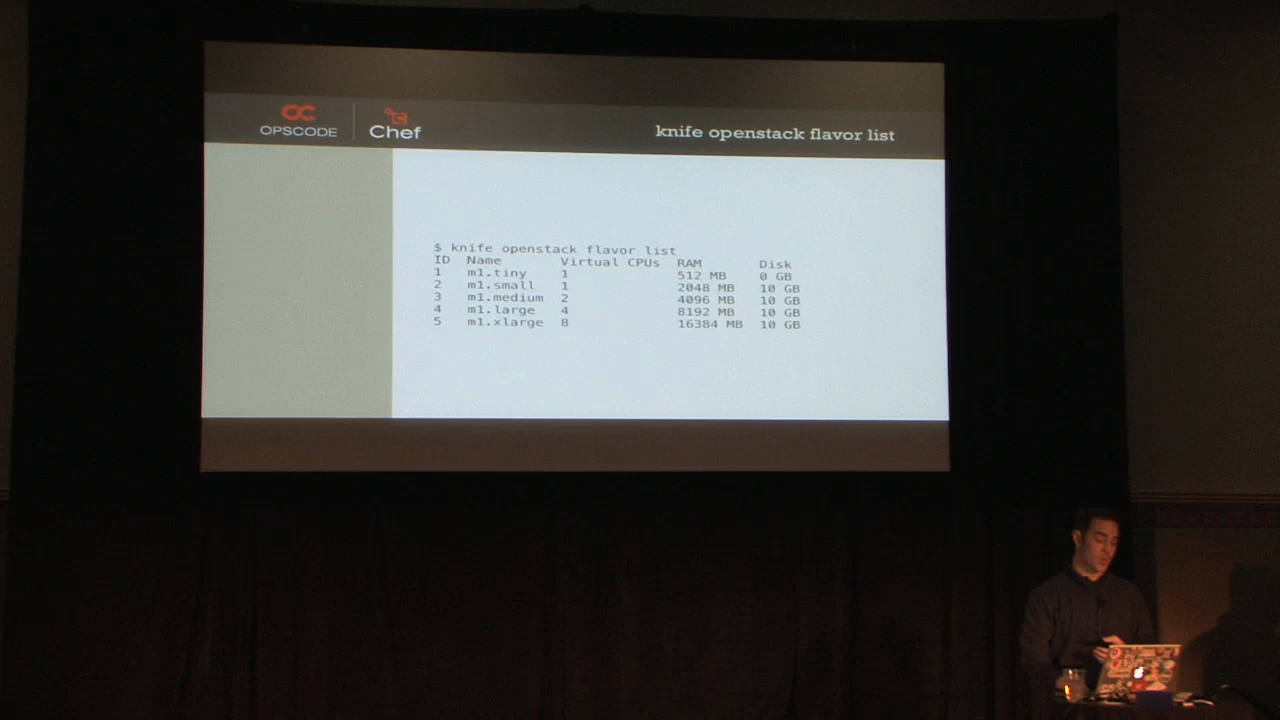 OPSCODE
Chef
knife openstack flavor list
$ knife openstack flavor list
ID Name Virtual CPUs RAM Disk
1 m1.tiny 1 512 MB 0 GB
2 m1.small 1 2048 MB 10 GB
3 m1.medium 2 4096 MB 10 GB
4 m1.large 4 8192 MB 10 GB
5 m1.xlarge 8 16384 MB 10 GB